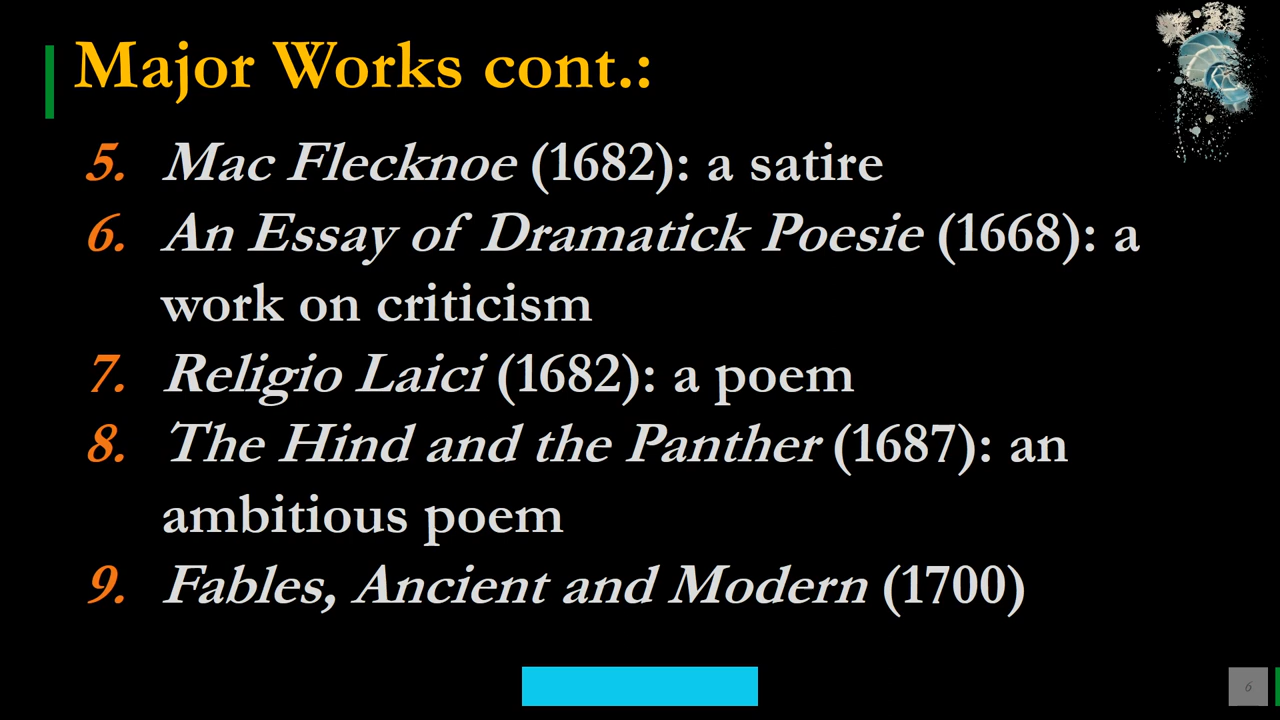 Major Works cont.:
5. Mac Flecknoe (1682): a satire
6. An Essay of Dramatick Poesie (1668): a
work on criticism
7. Religio Laici (1682): a poem
8. The Hind and the Panther (1687): an
ambitious poem
9. Fables, Ancient and Modern (1700)
6